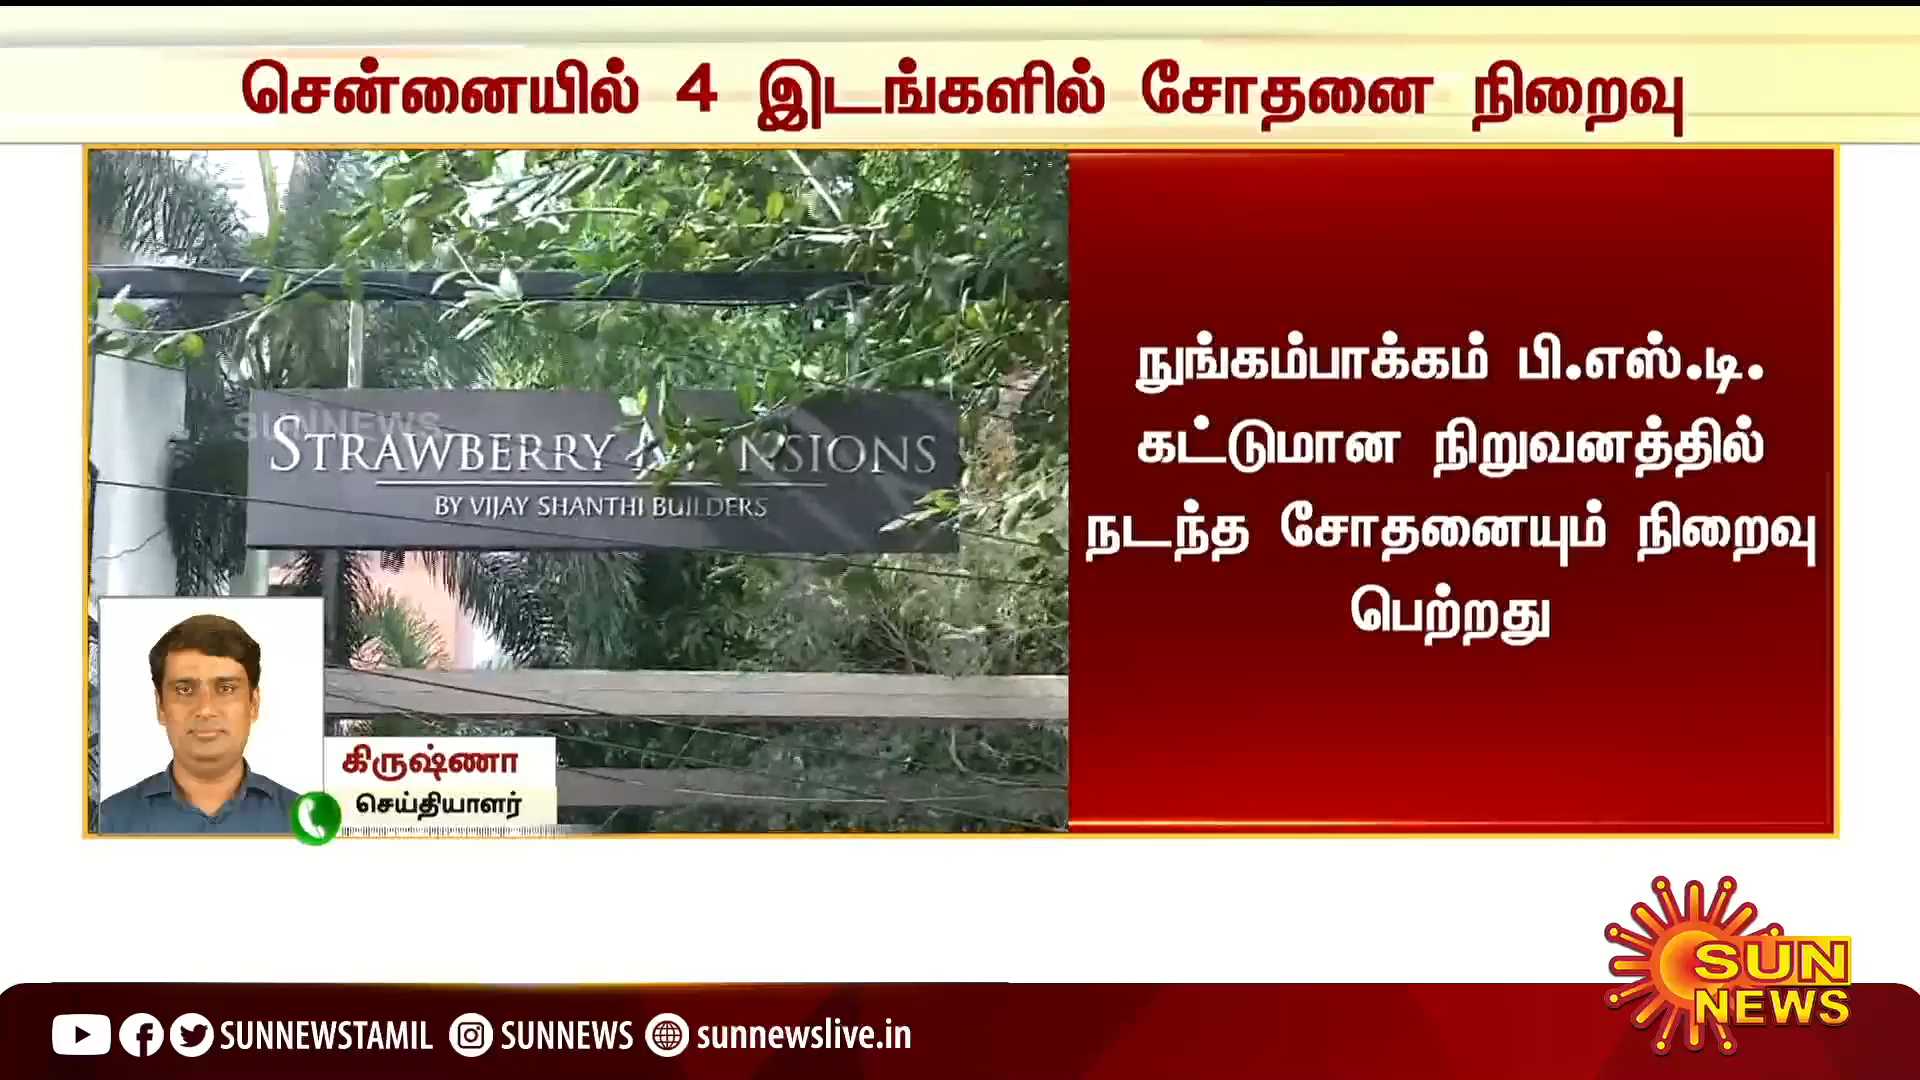 சென்னையில் 4 இடங்களில் சோதனை நிறைவு
SUNNEWS
STRAWBERRY
BY VIJAY SHANTHI BUILDERS
நுங்கம்பாக்கம் பி.எஸ்.டி.
கட்டுமான நிறுவனத்தில்
நடந்த சோதனையும் நிறைவு
பெற்றது
கிருஷ்ணா
செய்தியாளர்
SUN
NEWS
SUNNEWSTAMIL SUNNEWS sunnewslive.in